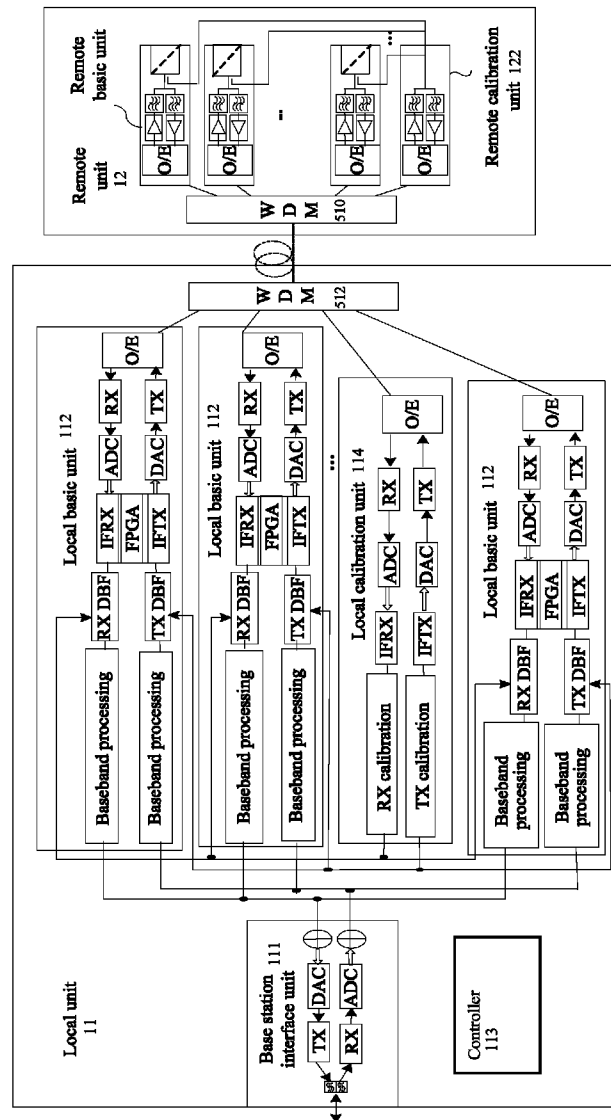 Local unit
11
Base station
interface unit 111
TX
DAC
RX
ADC
Controller
113
Local basic unit 112
Baseband processing
RX DBF
IFRX
ADC
RX
FPGA
O/E
Baseband processing
TX DBF
IFTX
DAC
TX
Local basic unit 112
Baseband processing
RX DBF
IFRX
ADC
RX
FPGA
O/E
Baseband processing
TX DBF
IFTX
DAC
TX
...
Local calibration unit 114
RX calibration
IFRX
ADC
RX
O/E
TX calibration
IFTX
DAC
TX
Local basic unit 112
Baseband
processing
RX DBF
IFRX
ADC
RX
FPGA
O/E
Baseband
processing
TX DBF
IFTX
DAC
TX
W
D
M
512
W
D
M
510
Remote
unit
12
Remote
basic unit
O/E
O/E
...
O/E
...
O/E
Remote calibration
unit 122